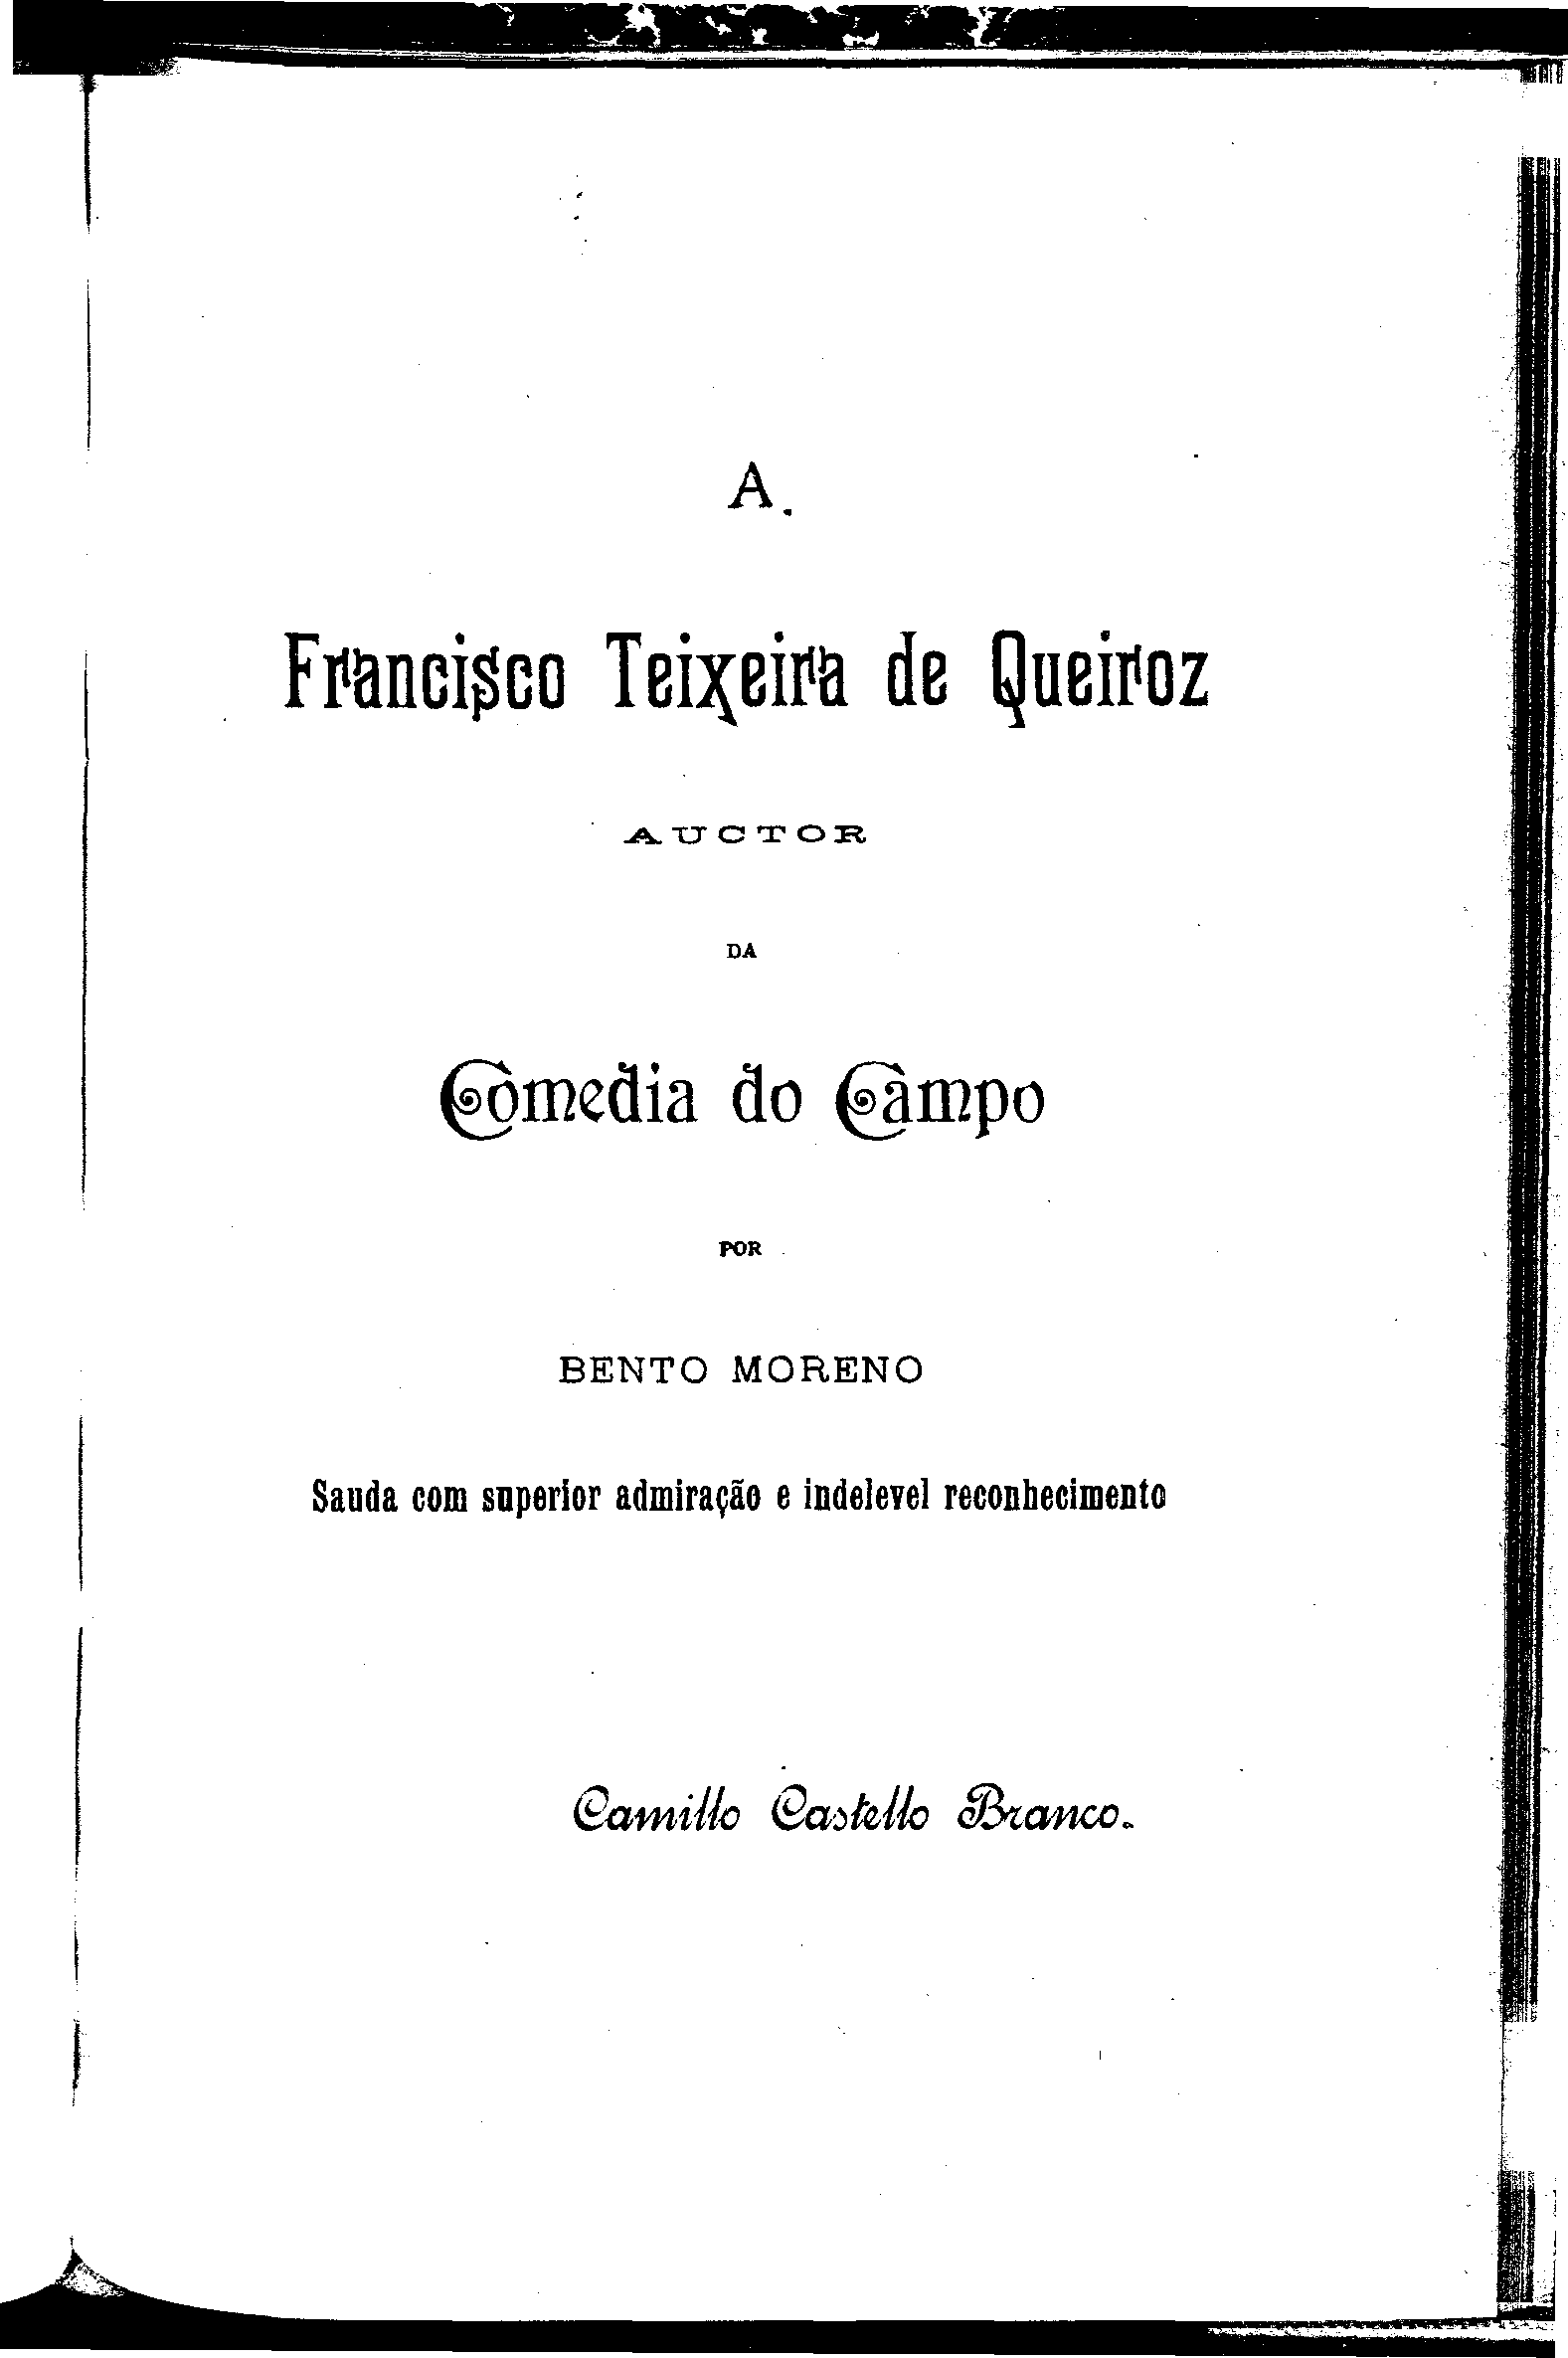 A.
Francisco Teixeira de Queiroz
AUCTOR
DA
Comedia do Campo
POR
BENTO MORENO
Sauda com superior admiração e indelevel reconhecimento
Camillo Castello Branco.